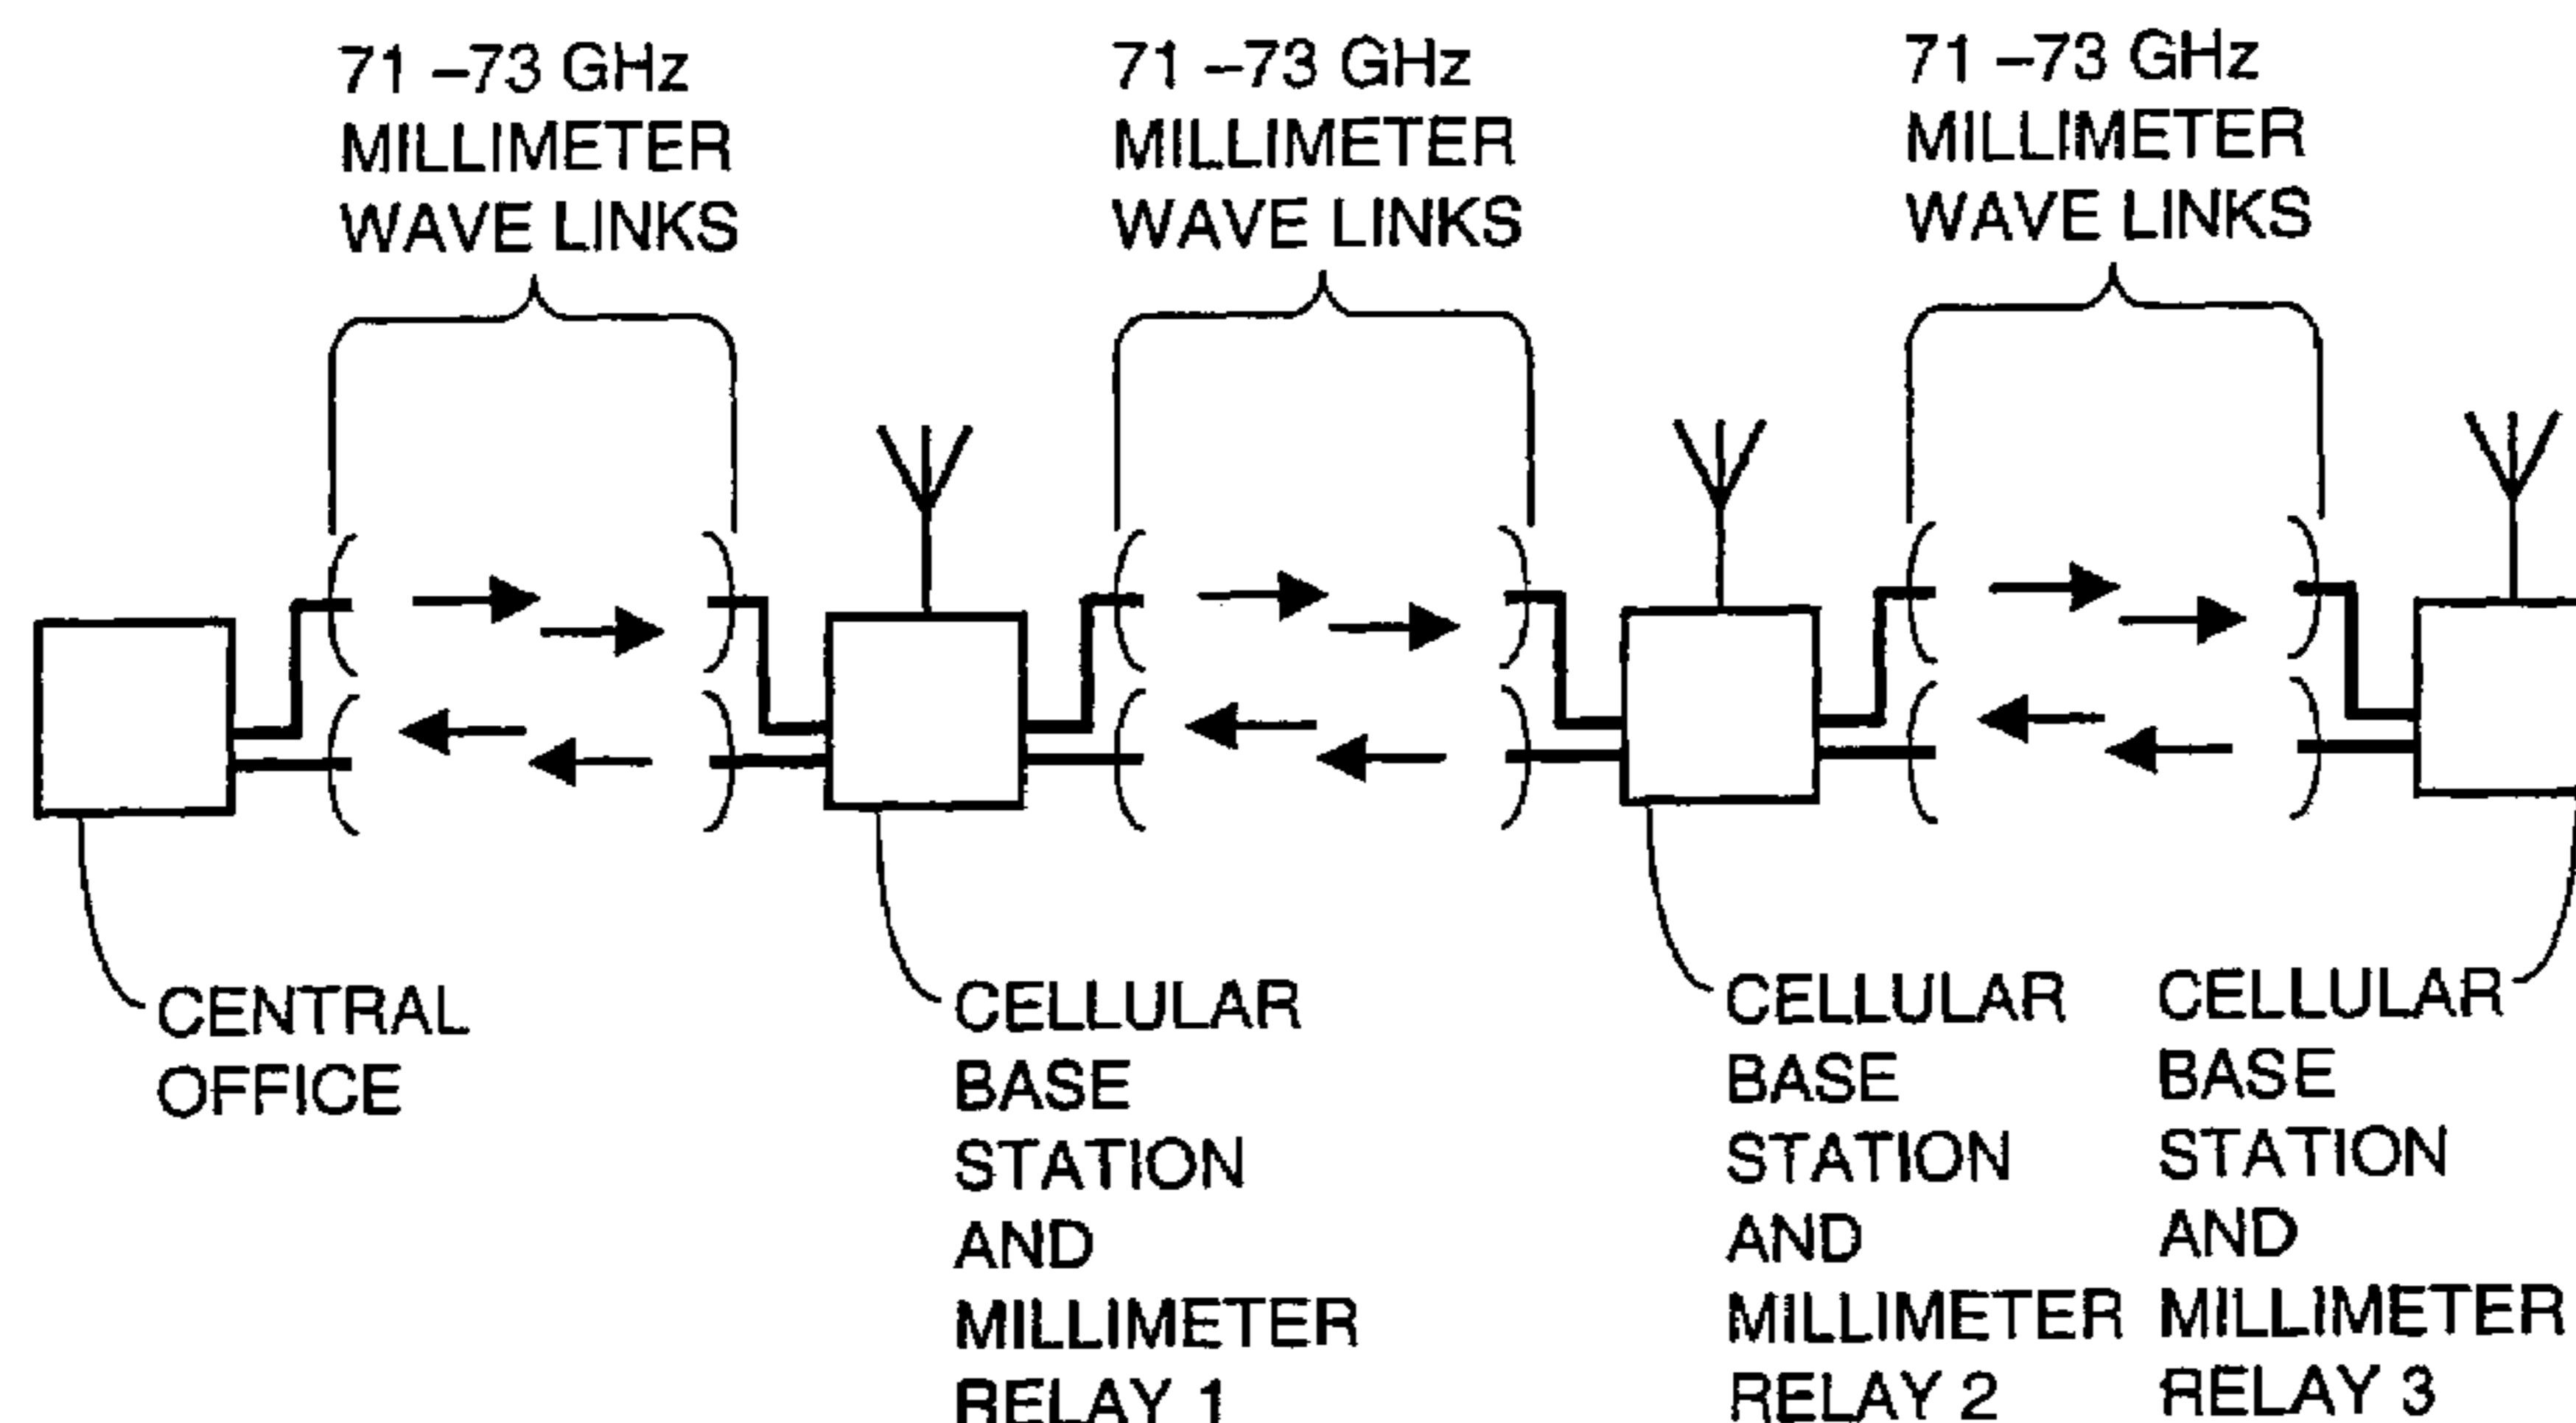 71 –73 GHz
MILLIMETER
WAVE LINKS
71 –73 GHz
MILLIMETER
WAVE LINKS
71 –73 GHz
MILLIMETER
WAVE LINKS
CENTRAL
OFFICE
CELLULAR
BASE
STATION
AND
MILLIMETER
RELAY 1
CELLULAR
BASE
STATION
AND
MILLIMETER
RELAY 2
CELLULAR
BASE
STATION
AND
MILLIMETER
RELAY 3